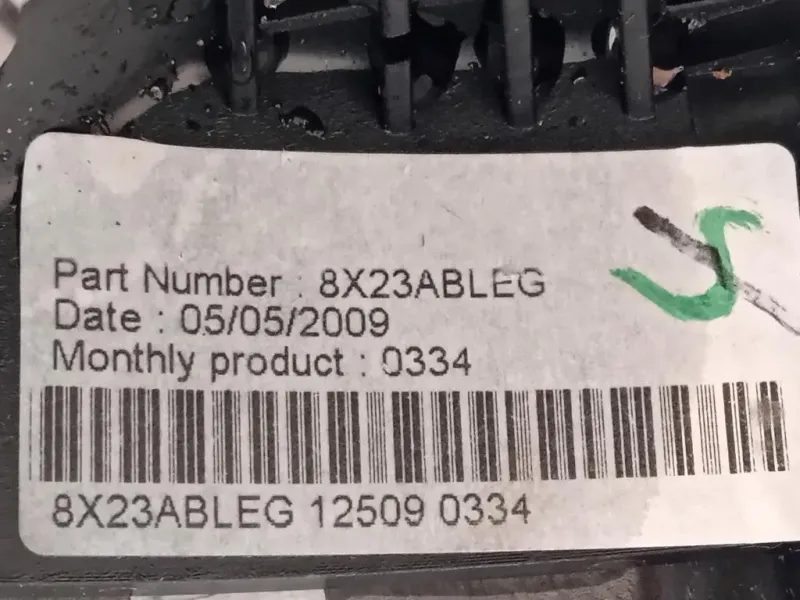 Part Number : 8X23ABLEG
Date : 05/05/2009
Monthly product : 0334
8X23ABLEG 12509 0334